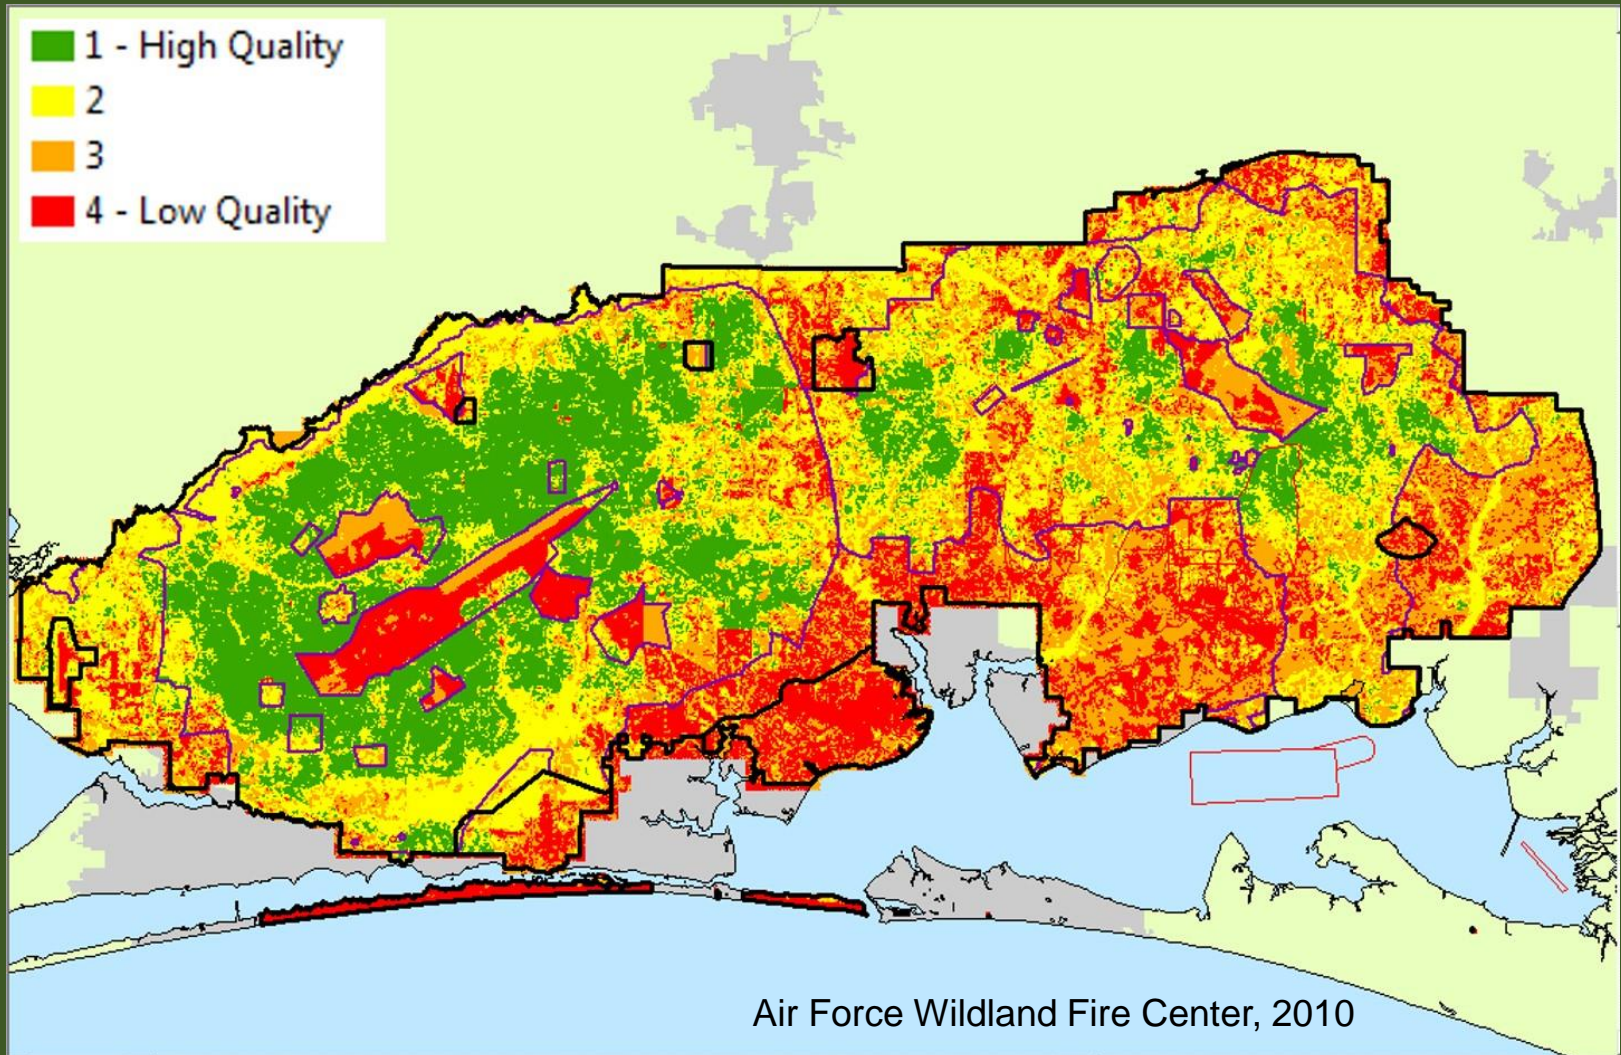 1 - High Quality
2
3
4 - Low Quality
Air Force Wildland Fire Center, 2010